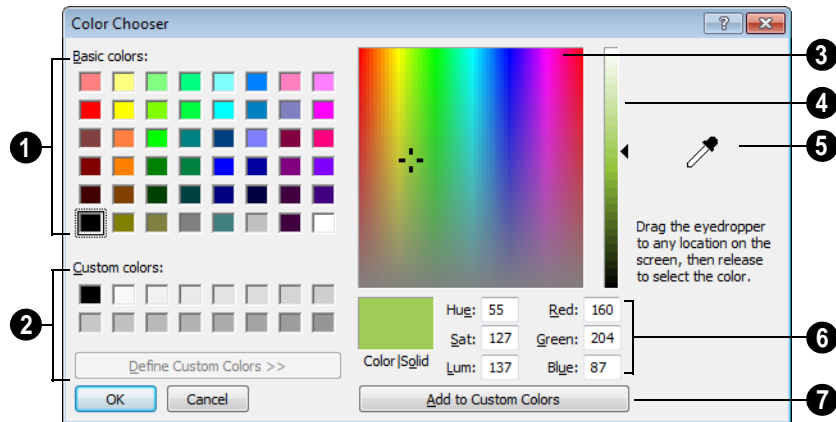 Color Chooser
?
Basic colors:
1
Custom colors:
2
Define Custom Colors >>
OK
Cancel
3
4
5
Drag the eyedropper
to any location on the
screen, then release
to select the color.
Color|Solid
Hue: 55
Sat: 127
Lum: 137
Red: 160
Green: 204
Blue: 87
6
Add to Custom Colors
7